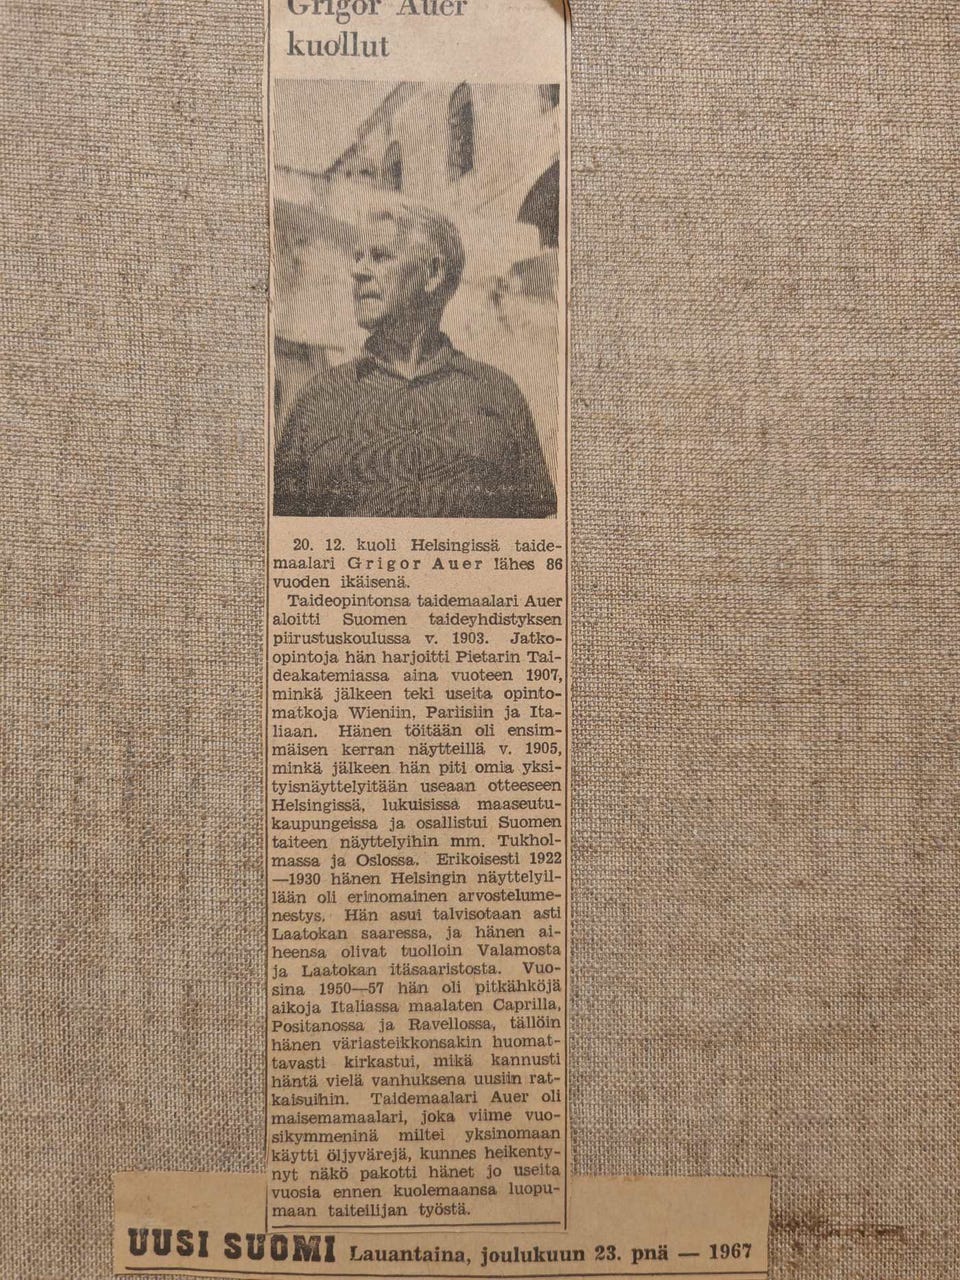 Grigor Auer
kuollut
20. 12. kuoli Helsingissä taide-
maalari Grigor Auer lähes 86
vuoden ikäisenä.
Taideopintonsa taidemaalari Auer
aloitti Suomen taideyhdistyksen
piirustuskoulussa v. 1903. Jatko-
opintoja hän harjoitti Pietarin Tai-
deakatemiassa aina vuoteen 1907,
minkä jälkeen teki useita opinto-
matkoja Wieniin, Pariisiin ja Ita-
liaan. Hänen töitään oli ensim-
mäisen kerran näytteillä v. 1905,
minkä jälkeen hän piti omia yksi-
tyisnäyttelyitään useaan otteeseen
Helsingissä, lukuisissa maaseutu-
kaupungeissa ja osallistui Suomen
taiteen näyttelyihin mm. Tukhol-
massa ja Oslossa. Erikoisesti 1922
—1930 hänen Helsingin näyttelyil-
lään oli erinomainen arvostelume-
nestys. Hän asui talvisotaan asti
Laatokan saaressa, ja hänen ai-
heensa olivat tuolloin Valamosta
ja Laatokan itäsaaristosta. Vuo-
sina 1950—57 hän oli pitkähköjä
aikoja Italiassa maalaten Caprilla,
Positanossa ja Ravellossa, tällöin
hänen väriasteikkonsakin huomat-
tavasti kirkastui, mikä kannusti
häntä vielä vanhuksena uusiin rat-
kaisuihin. Taidemaalari Auer oli
maisemamaalari, joka viime vuo-
sikymmeninä miltei yksinomaan
käytti öljyvärejä, kunnes heikenty-
nyt näkö pakotti hänet jo useita
vuosia ennen kuolemaansa luopu-
maan taiteilijan työstä.
UUSI SUOMI Lauantaina, joulukuun 23. pnä — 1967